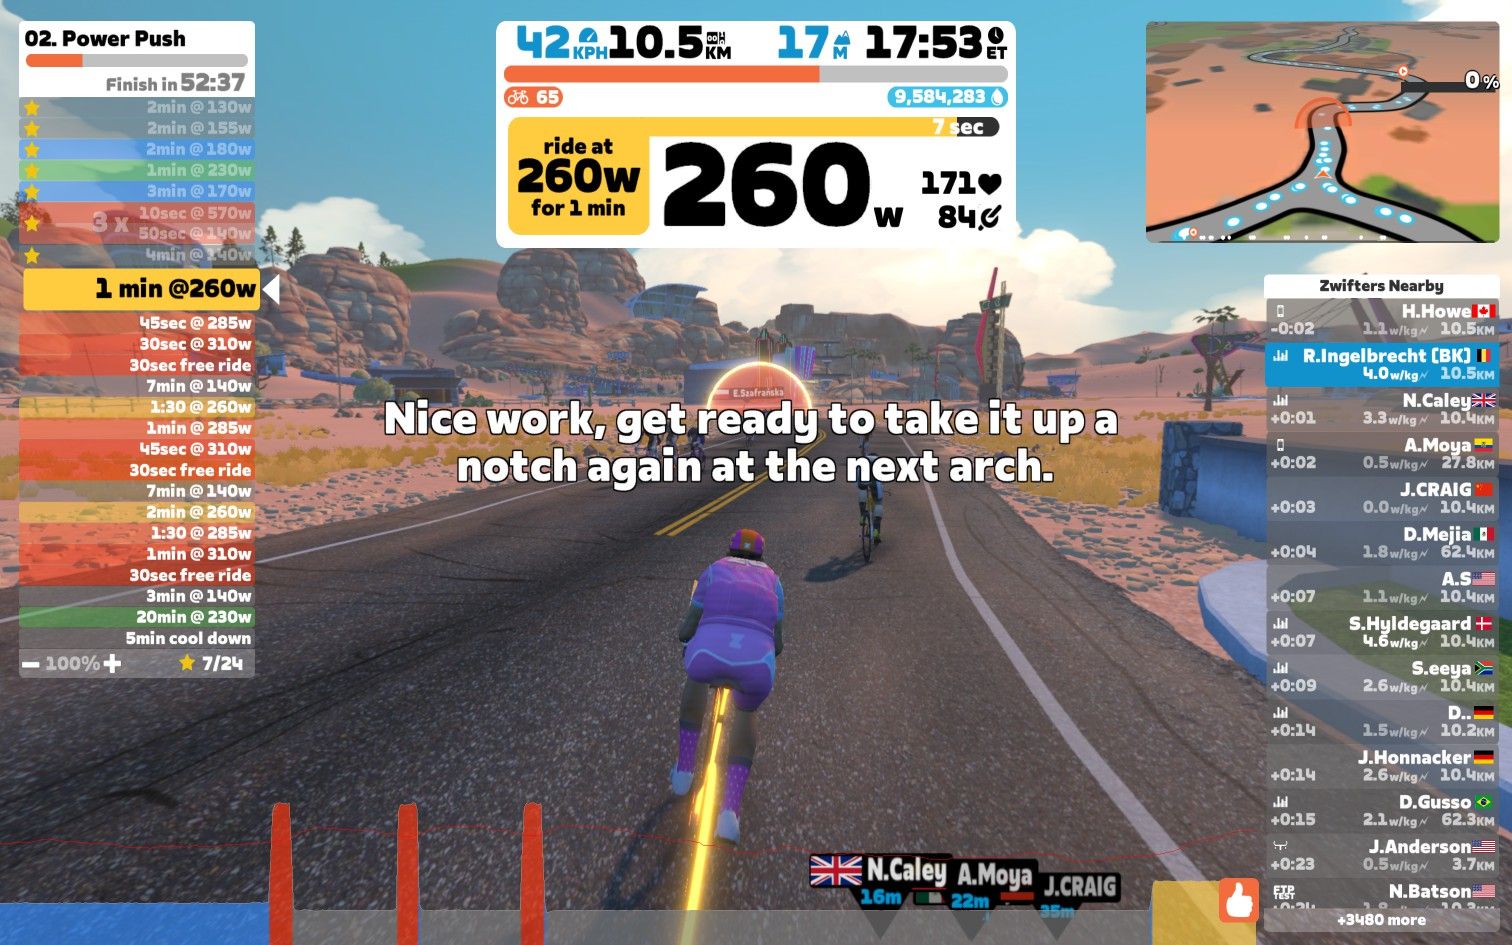 02. Power Push
Finish in 52:37
2min @ 130w
2min @ 155w
2min @ 180w
1min @ 230w
3min @ 170w
3 x
10sec @ 570w
50sec @ 140w
4min @ 140w
1 min @260w
45sec @ 285w
30sec @ 310w
30sec free ride
7min @ 140w
1:30 @ 260w
1min @ 285w
45sec @ 310w
30sec free ride
7min @ 140w
2min @ 260w
1:30 @ 285w
1min @ 310w
30sec free ride
3min @ 140w
20min @ 230w
5min cool down
100%
7/24
42 KPH 10.5 KM 17 M 17:53 ET
65
9,584,283
7 sec
ride at
260w
for 1 min
260 w
171
84
0 %
E.Szafrańska
Nice work, get ready to take it up a
notch again at the next arch.
Zwifters Nearby
H.Howe
-0:02 1.1w/kg 10.5KM
R.Ingelbrecht (BK)
4.0w/kg 10.5KM
N.Caley
+0:01 3.3w/kg 10.4KM
A.Moya
+0:02 0.5w/kg 27.8KM
J.CRAIG
+0:03 0.0w/kg 10.4KM
D.Mejia
+0:04 1.8w/kg 62.4KM
A.S
+0:07 1.1w/kg 10.4KM
S.Hyldegaard
+0:07 4.6w/kg 10.4KM
S.eeya
+0:09 2.6w/kg 10.4KM
D..
+0:14 1.5w/kg 10.2KM
J.Honnacker
+0:14 2.6w/kg 10.4KM
D.Gusso
+0:15 2.1w/kg 62.3KM
J.Anderson
+0:23 0.5w/kg 3.7KM
FTP
TEST
N.Batson
+3480 more
N.Caley
16m
A.Moya
22m
J.CRAIG
35m